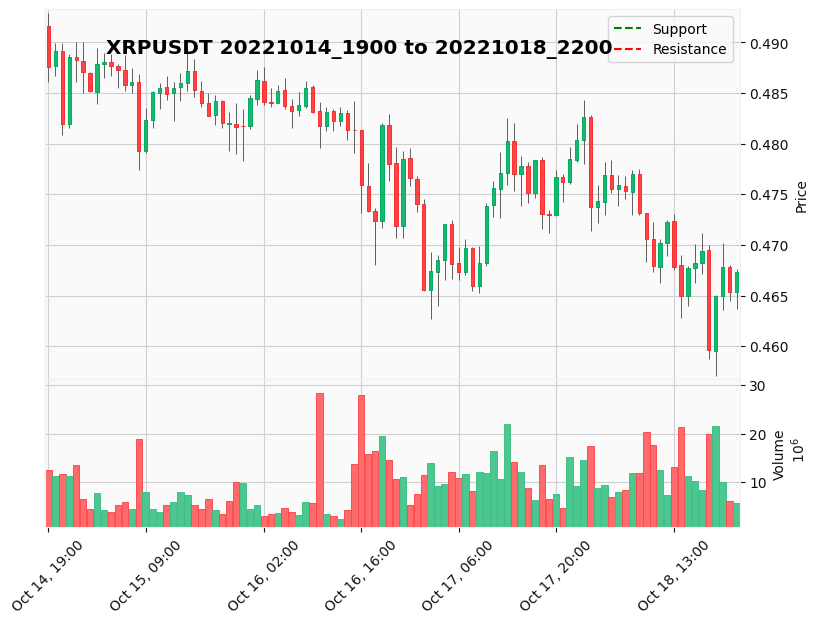 XRPUSDT 20221014_1900 to 20221018_2200
Support
Resistance
0.490
0.485
0.480
0.475
0.470
0.465
0.460
Price
30
20
10
Volume
10^6
Oct 14, 19:00
Oct 15, 09:00
Oct 16, 02:00
Oct 16, 16:00
Oct 17, 06:00
Oct 17, 20:00
Oct 18, 13:00